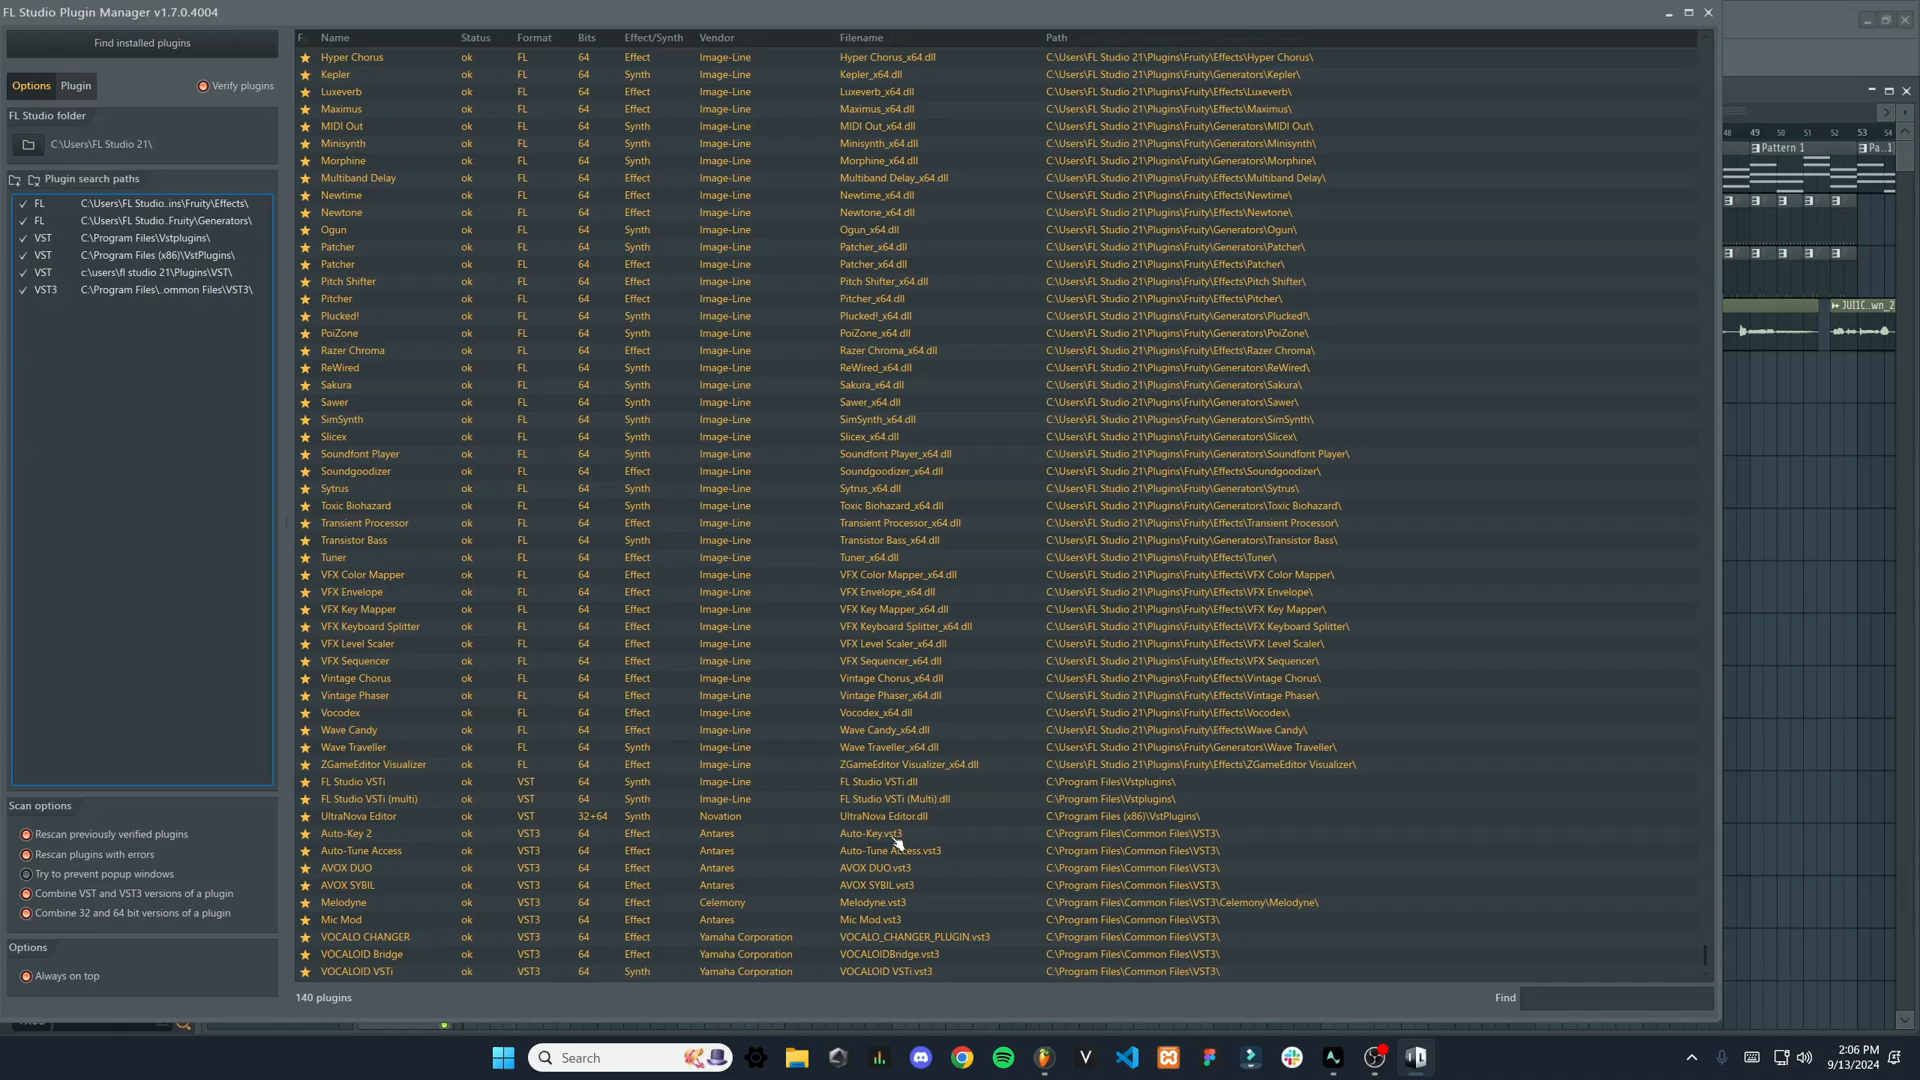 FL Studio Plugin Manager v1.7.0.4004
Find installed plugins
Options Plugin Verify plugins
FL Studio folder
C:\Users\FL Studio 21\
Plugin search paths
FL C:\Users\FL Studio..ins\Fruity\Effects\
FL C:\Users\FL Studio..Fruity\Generators\
VST C:\Program Files\Vstplugins\
VST C:\Program Files (x86)\VstPlugins\
VST c:\users\fl studio 21\Plugins\VST\
VST3 C:\Program Files\..ommon Files\VST3\
Scan options
Rescan previously verified plugins
Rescan plugins with errors
Try to prevent popup windows
Combine VST and VST3 versions of a plugin
Combine 32 and 64 bit versions of a plugin
Options
Always on top
F Name Status Format Bits Effect/Synth Vendor Filename Path
Hyper Chorus ok FL 64 Effect Image-Line Hyper Chorus_x64.dll C:\Users\FL Studio 21\Plugins\Fruity\Effects\Hyper Chorus\
Kepler ok FL 64 Synth Image-Line Kepler_x64.dll C:\Users\FL Studio 21\Plugins\Fruity\Generators\Kepler\
Luxeverb ok FL 64 Effect Image-Line Luxeverb_x64.dll C:\Users\FL Studio 21\Plugins\Fruity\Effects\Luxeverb\
Maximus ok FL 64 Effect Image-Line Maximus_x64.dll C:\Users\FL Studio 21\Plugins\Fruity\Effects\Maximus\
MIDI Out ok FL 64 Synth Image-Line MIDI Out_x64.dll C:\Users\FL Studio 21\Plugins\Fruity\Generators\MIDI Out\
Minisynth ok FL 64 Synth Image-Line Minisynth_x64.dll C:\Users\FL Studio 21\Plugins\Fruity\Generators\Minisynth\
Morphine ok FL 64 Synth Image-Line Morphine_x64.dll C:\Users\FL Studio 21\Plugins\Fruity\Generators\Morphine\
Multiband Delay ok FL 64 Effect Image-Line Multiband Delay_x64.dll C:\Users\FL Studio 21\Plugins\Fruity\Effects\Multiband Delay\
Newtime ok FL 64 Effect Image-Line Newtime_x64.dll C:\Users\FL Studio 21\Plugins\Fruity\Effects\Newtime\
Newtone ok FL 64 Effect Image-Line Newtone_x64.dll C:\Users\FL Studio 21\Plugins\Fruity\Effects\Newtone\
Ogun ok FL 64 Synth Image-Line Ogun_x64.dll C:\Users\FL Studio 21\Plugins\Fruity\Generators\Ogun\
Patcher ok FL 64 Synth Image-Line Patcher_x64.dll C:\Users\FL Studio 21\Plugins\Fruity\Generators\Patcher\
Patcher ok FL 64 Effect Image-Line Patcher_x64.dll C:\Users\FL Studio 21\Plugins\Fruity\Effects\Patcher\
Pitch Shifter ok FL 64 Effect Image-Line Pitch Shifter_x64.dll C:\Users\FL Studio 21\Plugins\Fruity\Effects\Pitch Shifter\
Pitcher ok FL 64 Effect Image-Line Pitcher_x64.dll C:\Users\FL Studio 21\Plugins\Fruity\Effects\Pitcher\
Plucked! ok FL 64 Synth Image-Line Plucked!_x64.dll C:\Users\FL Studio 21\Plugins\Fruity\Generators\Plucked!\
PoiZone ok FL 64 Synth Image-Line PoiZone_x64.dll C:\Users\FL Studio 21\Plugins\Fruity\Generators\PoiZone\
Razer Chroma ok FL 64 Effect Image-Line Razer Chroma_x64.dll C:\Users\FL Studio 21\Plugins\Fruity\Effects\Razer Chroma\
ReWired ok FL 64 Synth Image-Line ReWired_x64.dll C:\Users\FL Studio 21\Plugins\Fruity\Generators\ReWired\
Sakura ok FL 64 Synth Image-Line Sakura_x64.dll C:\Users\FL Studio 21\Plugins\Fruity\Generators\Sakura\
Sawer ok FL 64 Synth Image-Line Sawer_x64.dll C:\Users\FL Studio 21\Plugins\Fruity\Generators\Sawer\
SimSynth ok FL 64 Synth Image-Line SimSynth_x64.dll C:\Users\FL Studio 21\Plugins\Fruity\Generators\SimSynth\
Slicex ok FL 64 Synth Image-Line Slicex_x64.dll C:\Users\FL Studio 21\Plugins\Fruity\Generators\Slicex\
Soundfont Player ok FL 64 Synth Image-Line Soundfont Player_x64.dll C:\Users\FL Studio 21\Plugins\Fruity\Generators\Soundfont Player\
Soundgoodizer ok FL 64 Effect Image-Line Soundgoodizer_x64.dll C:\Users\FL Studio 21\Plugins\Fruity\Effects\Soundgoodizer\
Sytrus ok FL 64 Synth Image-Line Sytrus_x64.dll C:\Users\FL Studio 21\Plugins\Fruity\Generators\Sytrus\
Toxic Biohazard ok FL 64 Synth Image-Line Toxic Biohazard_x64.dll C:\Users\FL Studio 21\Plugins\Fruity\Generators\Toxic Biohazard\
Transient Processor ok FL 64 Effect Image-Line Transient Processor_x64.dll C:\Users\FL Studio 21\Plugins\Fruity\Effects\Transient Processor\
Transistor Bass ok FL 64 Synth Image-Line Transistor Bass_x64.dll C:\Users\FL Studio 21\Plugins\Fruity\Generators\Transistor Bass\
Tuner ok FL 64 Effect Image-Line Tuner_x64.dll C:\Users\FL Studio 21\Plugins\Fruity\Effects\Tuner\
VFX Color Mapper ok FL 64 Effect Image-Line VFX Color Mapper_x64.dll C:\Users\FL Studio 21\Plugins\Fruity\Effects\VFX Color Mapper\
VFX Envelope ok FL 64 Effect Image-Line VFX Envelope_x64.dll C:\Users\FL Studio 21\Plugins\Fruity\Effects\VFX Envelope\
VFX Key Mapper ok FL 64 Effect Image-Line VFX Key Mapper_x64.dll C:\Users\FL Studio 21\Plugins\Fruity\Effects\VFX Key Mapper\
VFX Keyboard Splitter ok FL 64 Effect Image-Line VFX Keyboard Splitter_x64.dll C:\Users\FL Studio 21\Plugins\Fruity\Effects\VFX Keyboard Splitter\
VFX Level Scaler ok FL 64 Effect Image-Line VFX Level Scaler_x64.dll C:\Users\FL Studio 21\Plugins\Fruity\Effects\VFX Level Scaler\
VFX Sequencer ok FL 64 Effect Image-Line VFX Sequencer_x64.dll C:\Users\FL Studio 21\Plugins\Fruity\Effects\VFX Sequencer\
Vintage Chorus ok FL 64 Effect Image-Line Vintage Chorus_x64.dll C:\Users\FL Studio 21\Plugins\Fruity\Effects\Vintage Chorus\
Vintage Phaser ok FL 64 Effect Image-Line Vintage Phaser_x64.dll C:\Users\FL Studio 21\Plugins\Fruity\Effects\Vintage Phaser\
Vocodex ok FL 64 Effect Image-Line Vocodex_x64.dll C:\Users\FL Studio 21\Plugins\Fruity\Effects\Vocodex\
Wave Candy ok FL 64 Effect Image-Line Wave Candy_x64.dll C:\Users\FL Studio 21\Plugins\Fruity\Effects\Wave Candy\
Wave Traveller ok FL 64 Synth Image-Line Wave Traveller_x64.dll C:\Users\FL Studio 21\Plugins\Fruity\Generators\Wave Traveller\
ZGameEditor Visualizer ok FL 64 Effect Image-Line ZGameEditor Visualizer_x64.dll C:\Users\FL Studio 21\Plugins\Fruity\Effects\ZGameEditor Visualizer\
FL Studio VSTi ok VST 64 Synth Image-Line FL Studio VSTi.dll C:\Program Files\Vstplugins\
FL Studio VSTi (multi) ok VST 64 Synth Image-Line FL Studio VSTi (Multi).dll C:\Program Files\Vstplugins\
UltraNova Editor ok VST 32+64 Synth Novation UltraNova Editor.dll C:\Program Files (x86)\VstPlugins\
Auto-Key 2 ok VST3 64 Effect Antares Auto-Key.vst3 C:\Program Files\Common Files\VST3\
Auto-Tune Access ok VST3 64 Effect Antares Auto-Tune Access.vst3 C:\Program Files\Common Files\VST3\
AVOX DUO ok VST3 64 Effect Antares AVOX DUO.vst3 C:\Program Files\Common Files\VST3\
AVOX SYBIL ok VST3 64 Effect Antares AVOX SYBIL.vst3 C:\Program Files\Common Files\VST3\
Melodyne ok VST3 64 Effect Celemony Melodyne.vst3 C:\Program Files\Common Files\VST3\Celemony\Melodyne\
Mic Mod ok VST3 64 Effect Antares Mic Mod.vst3 C:\Program Files\Common Files\VST3\
VOCALO CHANGER ok VST3 64 Effect Yamaha Corporation VOCALO_CHANGER_PLUGIN.vst3 C:\Program Files\Common Files\VST3\
VOCALOID Bridge ok VST3 64 Effect Yamaha Corporation VOCALOIDBridge.vst3 C:\Program Files\Common Files\VST3\
VOCALOID VSTi ok VST3 64 Synth Yamaha Corporation VOCALOID VSTi.vst3 C:\Program Files\Common Files\VST3\
140 plugins
Find
48 49 50 51 52 53 54
Pattern 1 Pa..1
JUI1C..wn_2
Search
2:06 PM
9/13/2024